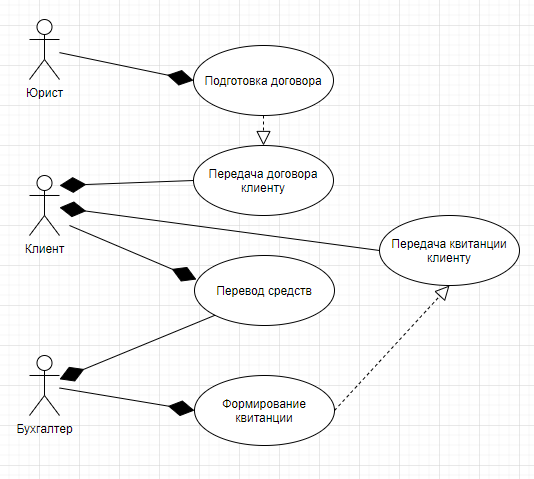 Юрист
Подготовка договора
Передача договора
клиенту
Клиент
Передача квитанции
клиенту
Перевод средств
Бухгалтер
Формирование
квитанции